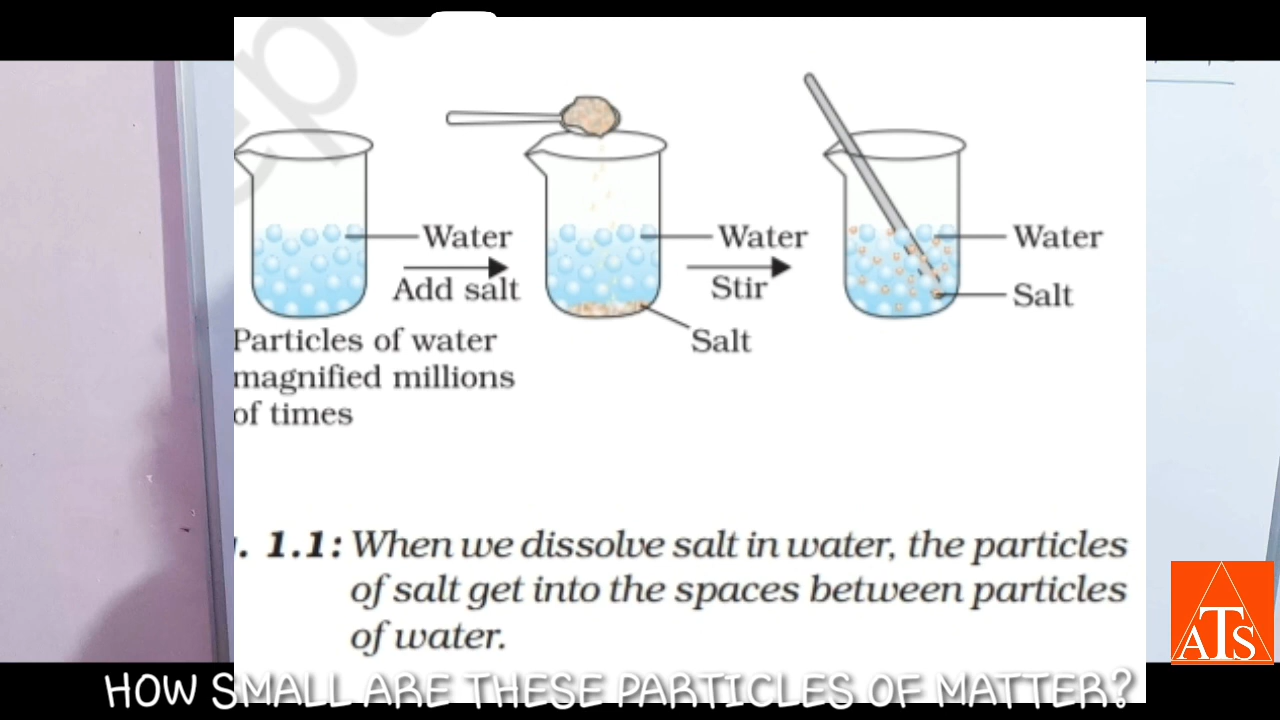 Water
Add salt
Water
Stir
Water
Salt
Salt
Particles of water
magnified millions
of times
. 1.1: When we dissolve salt in water, the particles
of salt get into the spaces between particles
of water.
ATS
HOW SMALL ARE THESE PARTICLES OF MATTER?